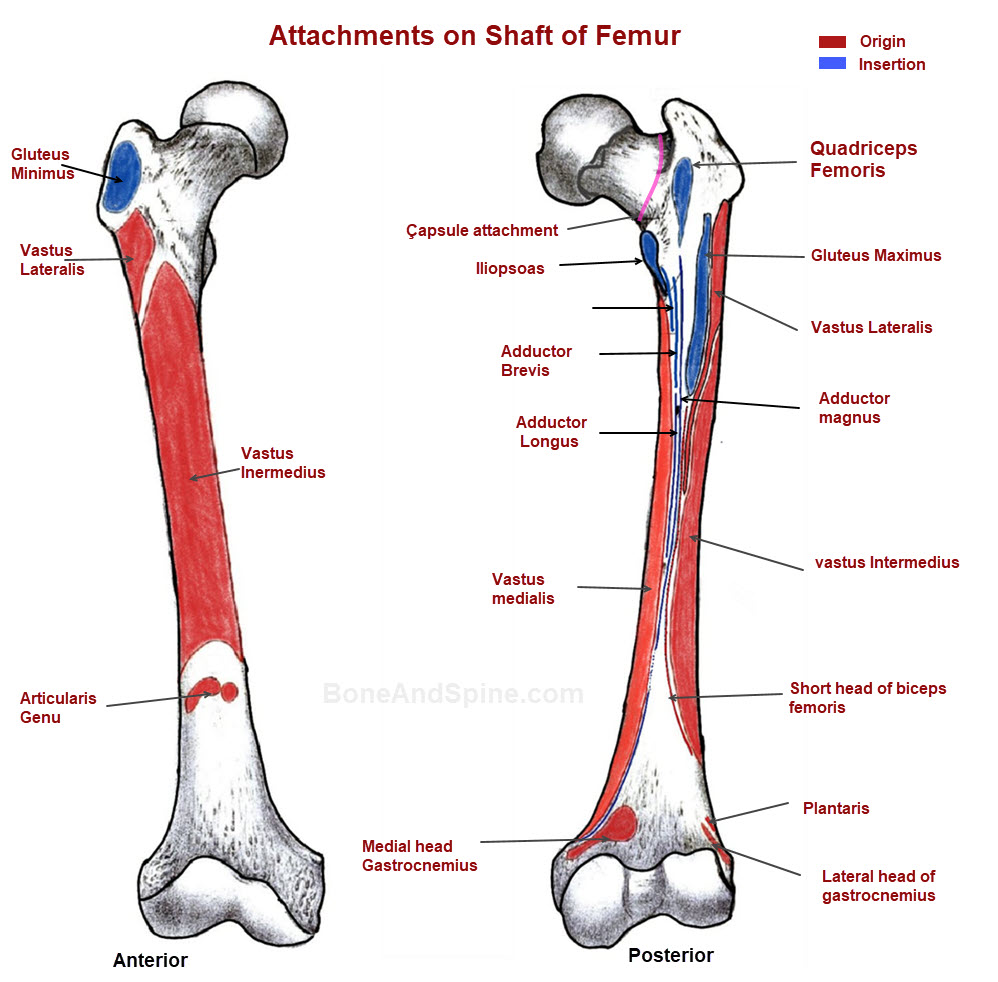 Attachments on Shaft of Femur
Origin
Insertion
Gluteus
Minimus
Vastus
Lateralis
Vastus
Inermedius
Articularis
Genu
Anterior
Quadriceps
Femoris
Çapsule attachment
Iliopsoas
Gluteus Maximus
Vastus Lateralis
Adductor
Brevis
Adductor
magnus
Adductor
Longus
vastus Intermedius
Vastus
medialis
BoneAndSpine.com
Short head of biceps
femoris
Plantaris
Medial head
Gastrocnemius
Lateral head of
gastrocnemius
Posterior